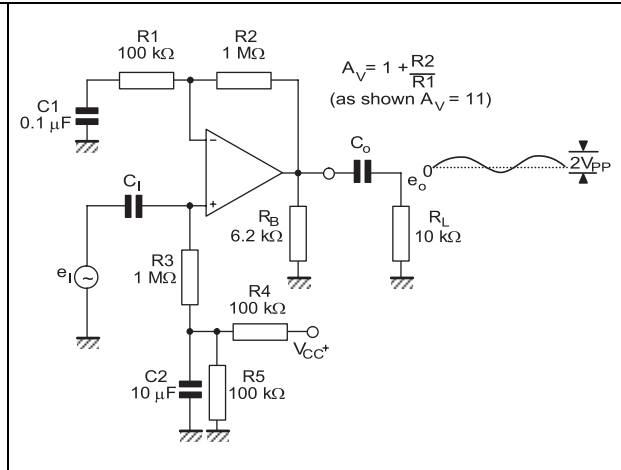 R1
100 kΩ
R2
1 MΩ
A_V = 1 + R2/R1
(as shown A_V = 11)
C1
0.1 µF
C_I
C_o
e_o
0
2V_PP
R_B
6.2 kΩ
R_L
10 kΩ
e_I
~
R3
1 MΩ
R4
100 kΩ
V_CC+
C2
10 µF
R5
100 kΩ
−
+